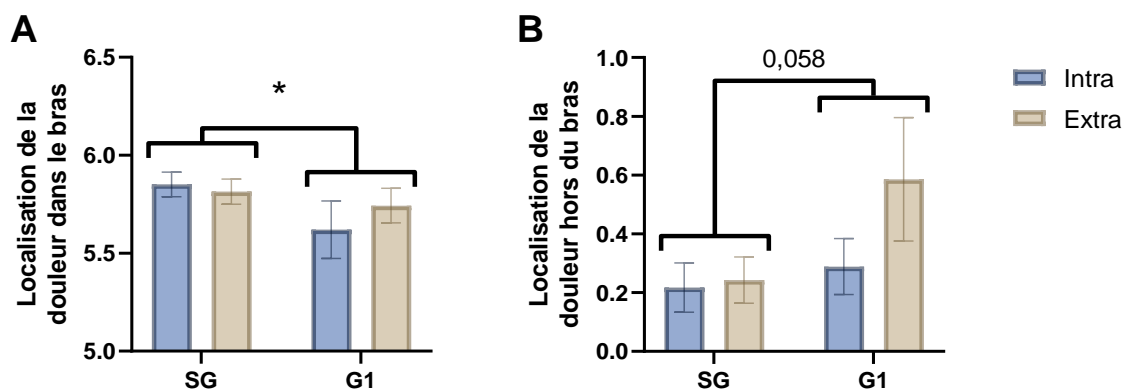 A
Localisation de la
douleur dans le bras
6.5
6.0
5.5
5.0
*
SG
G1
B
Localisation de la
douleur hors du bras
1.0
0.8
0.6
0.4
0.2
0.0
0,058
SG
G1
Intra
Extra